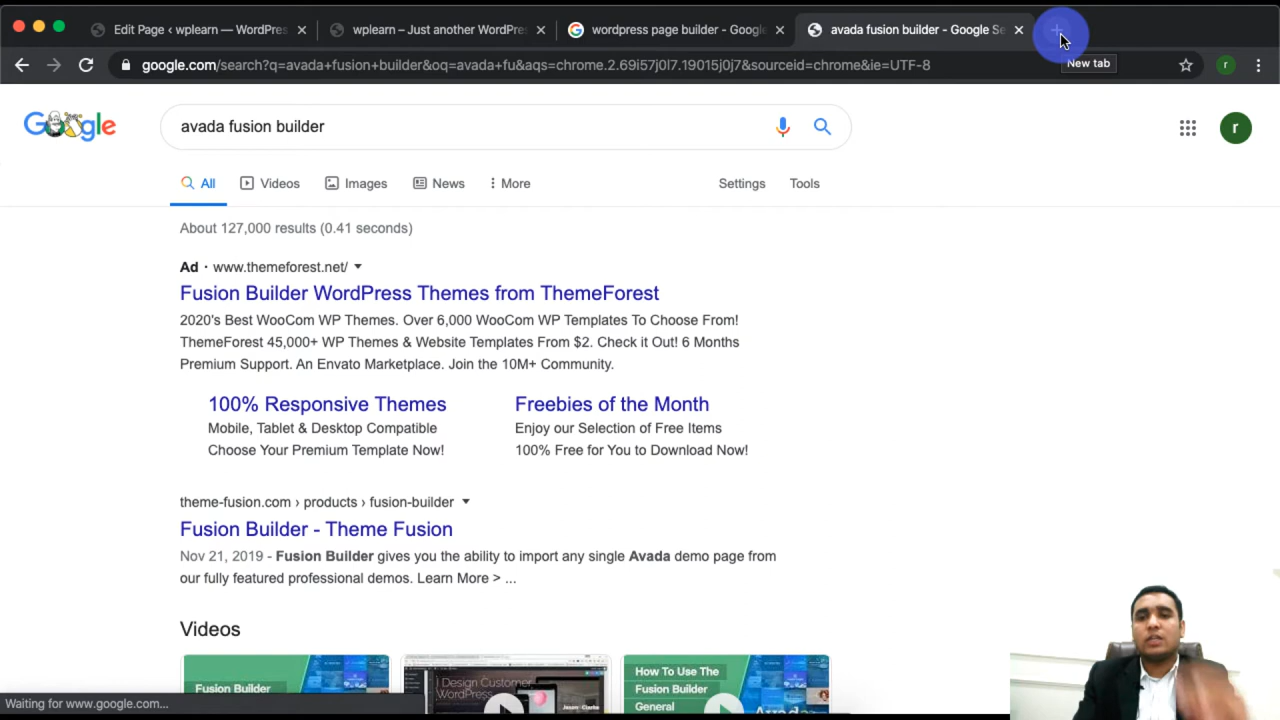 Edit Page ‹ wplearn — WordPres
wplearn – Just another WordPres
wordpress page builder - Google
avada fusion builder - Google Se
google.com/search?q=avada+fusion+builder&oq=avada+fu&aqs=chrome.2.69i57j0l7.19015j0j7&sourceid=chrome&ie=UTF-8
New tab
r
Google
avada fusion builder
r
All
Videos
Images
News
More
Settings
Tools
About 127,000 results (0.41 seconds)
Ad · www.themeforest.net/
Fusion Builder WordPress Themes from ThemeForest
2020's Best WooCom WP Themes. Over 6,000 WooCom WP Templates To Choose From!
ThemeForest 45,000+ WP Themes & Website Templates From $2. Check it Out! 6 Months
Premium Support. An Envato Marketplace. Join the 10M+ Community.
100% Responsive Themes
Mobile, Tablet & Desktop Compatible
Choose Your Premium Template Now!
Freebies of the Month
Enjoy our Selection of Free Items
100% Free for You to Download Now!
theme-fusion.com › products › fusion-builder
Fusion Builder - Theme Fusion
Nov 21, 2019 - Fusion Builder gives you the ability to import any single Avada demo page from
our fully featured professional demos. Learn More > ...
Videos
Fusion Builder
Design Customer
WordPress
Jason Clarke
How To Use The
Fusion Builder
General
Avada
Waiting for www.google.com...